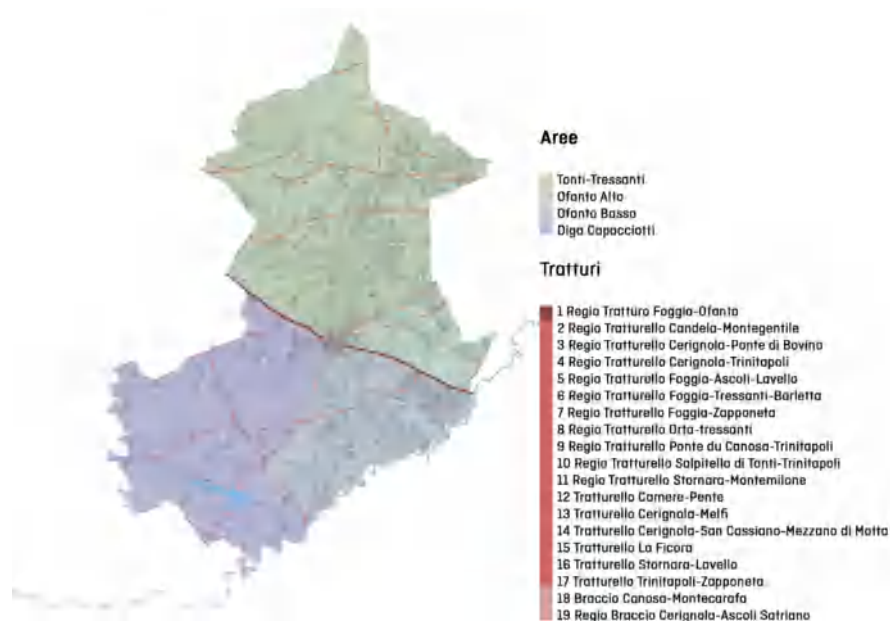 Aree
Tonti-Tressanti
Ofanto Alto
Ofanto Basso
Diga Capacciotti
Tratturi
1 Regio Tratturo Foggia-Ofanto
2 Regio Tratturello Candela-Montegentile
3 Regio Tratturello Cerignola-Ponte di Bovino
4 Regio Tratturello Cerignola-Trinitapoli
5 Regio Tratturello Foggia-Ascoli-Lavello
6 Regio Tratturello Foggia-Tressanti-Barletta
7 Regio Tratturello Foggia-Zapponeta
8 Regio Tratturello Orta-tressanti
9 Regio Tratturello Ponte du Canosa-Trinitapoli
10 Regio Tratturello Salpitello di Tonti-Trinitapoli
11 Regio Tratturello Stornara-Montemilone
12 Tratturello Camere-Pente
13 Tratturello Cerignola-Melfi
14 Tratturello Cerignola-San Cassiano-Mezzano di Motta
15 Tratturello La Ficora
16 Tratturello Stornara-Lavello
17 Tratturello Trinitapoli-Zapponeta
18 Braccio Canosa-Montecarafa
19 Regio Braccio Cerignola-Ascoli Satriano